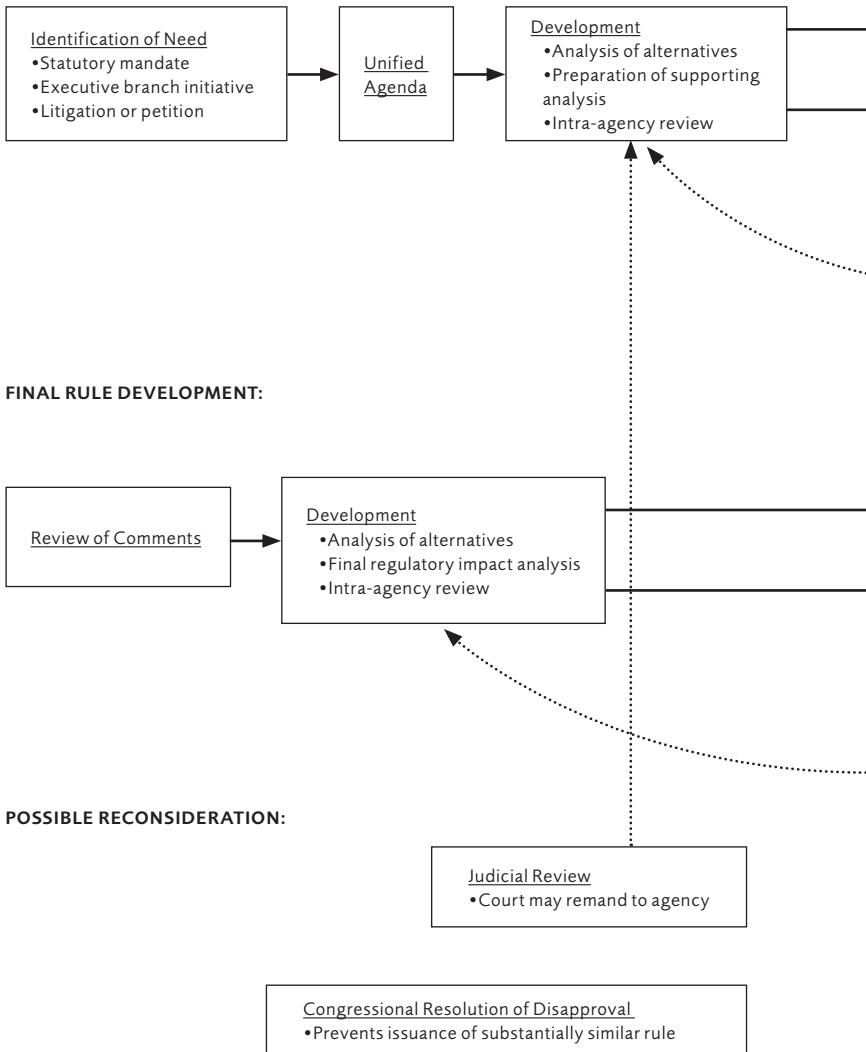 Identification of Need
•Statutory mandate
•Executive branch initiative
•Litigation or petition
Unified
Agenda
Development
•Analysis of alternatives
•Preparation of supporting
analysis
•Intra-agency review
FINAL RULE DEVELOPMENT:
Review of Comments
Development
•Analysis of alternatives
•Final regulatory impact analysis
•Intra-agency review
POSSIBLE RECONSIDERATION:
Judicial Review
•Court may remand to agency
Congressional Resolution of Disapproval
•Prevents issuance of substantially similar rule